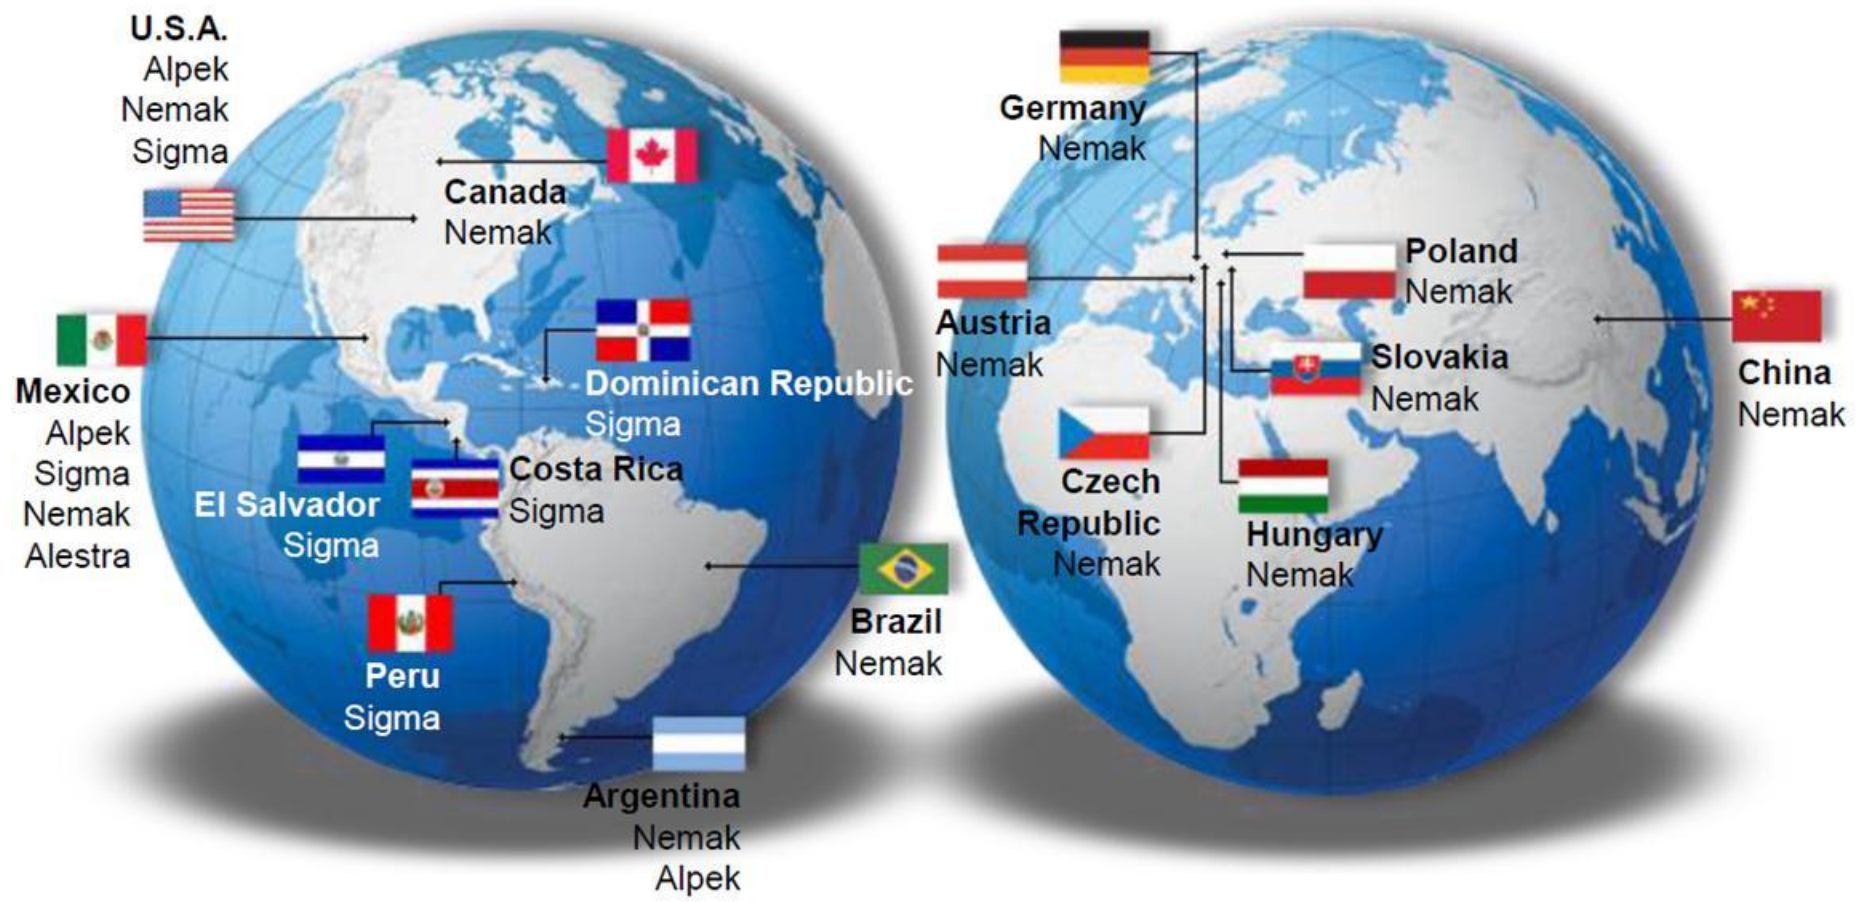 U.S.A.
Alpek
Nemak
Sigma
Canada
Nemak
Mexico
Alpek
Sigma
Nemak
Alestra
Dominican Republic
Sigma
El Salvador
Sigma
Costa Rica
Sigma
Peru
Sigma
Brazil
Nemak
Argentina
Nemak
Alpek
Germany
Nemak
Austria
Nemak
Poland
Nemak
Slovakia
Nemak
Czech
Republic
Nemak
Hungary
Nemak
China
Nemak